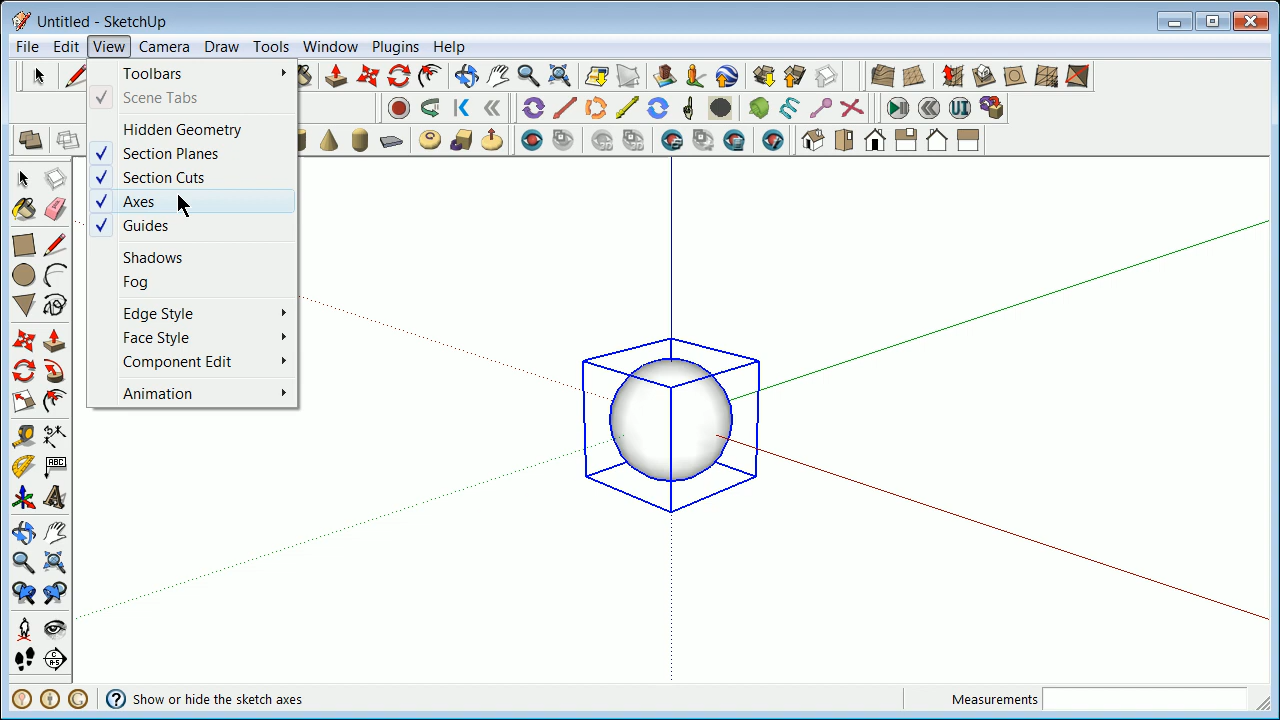 Untitled - SketchUp
File Edit View Camera Draw Tools Window Plugins Help
Toolbars
Scene Tabs
Hidden Geometry
Section Planes
Section Cuts
Axes
Guides
Shadows
Fog
Edge Style
Face Style
Component Edit
Animation
UI
ABC
Show or hide the sketch axes
Measurements